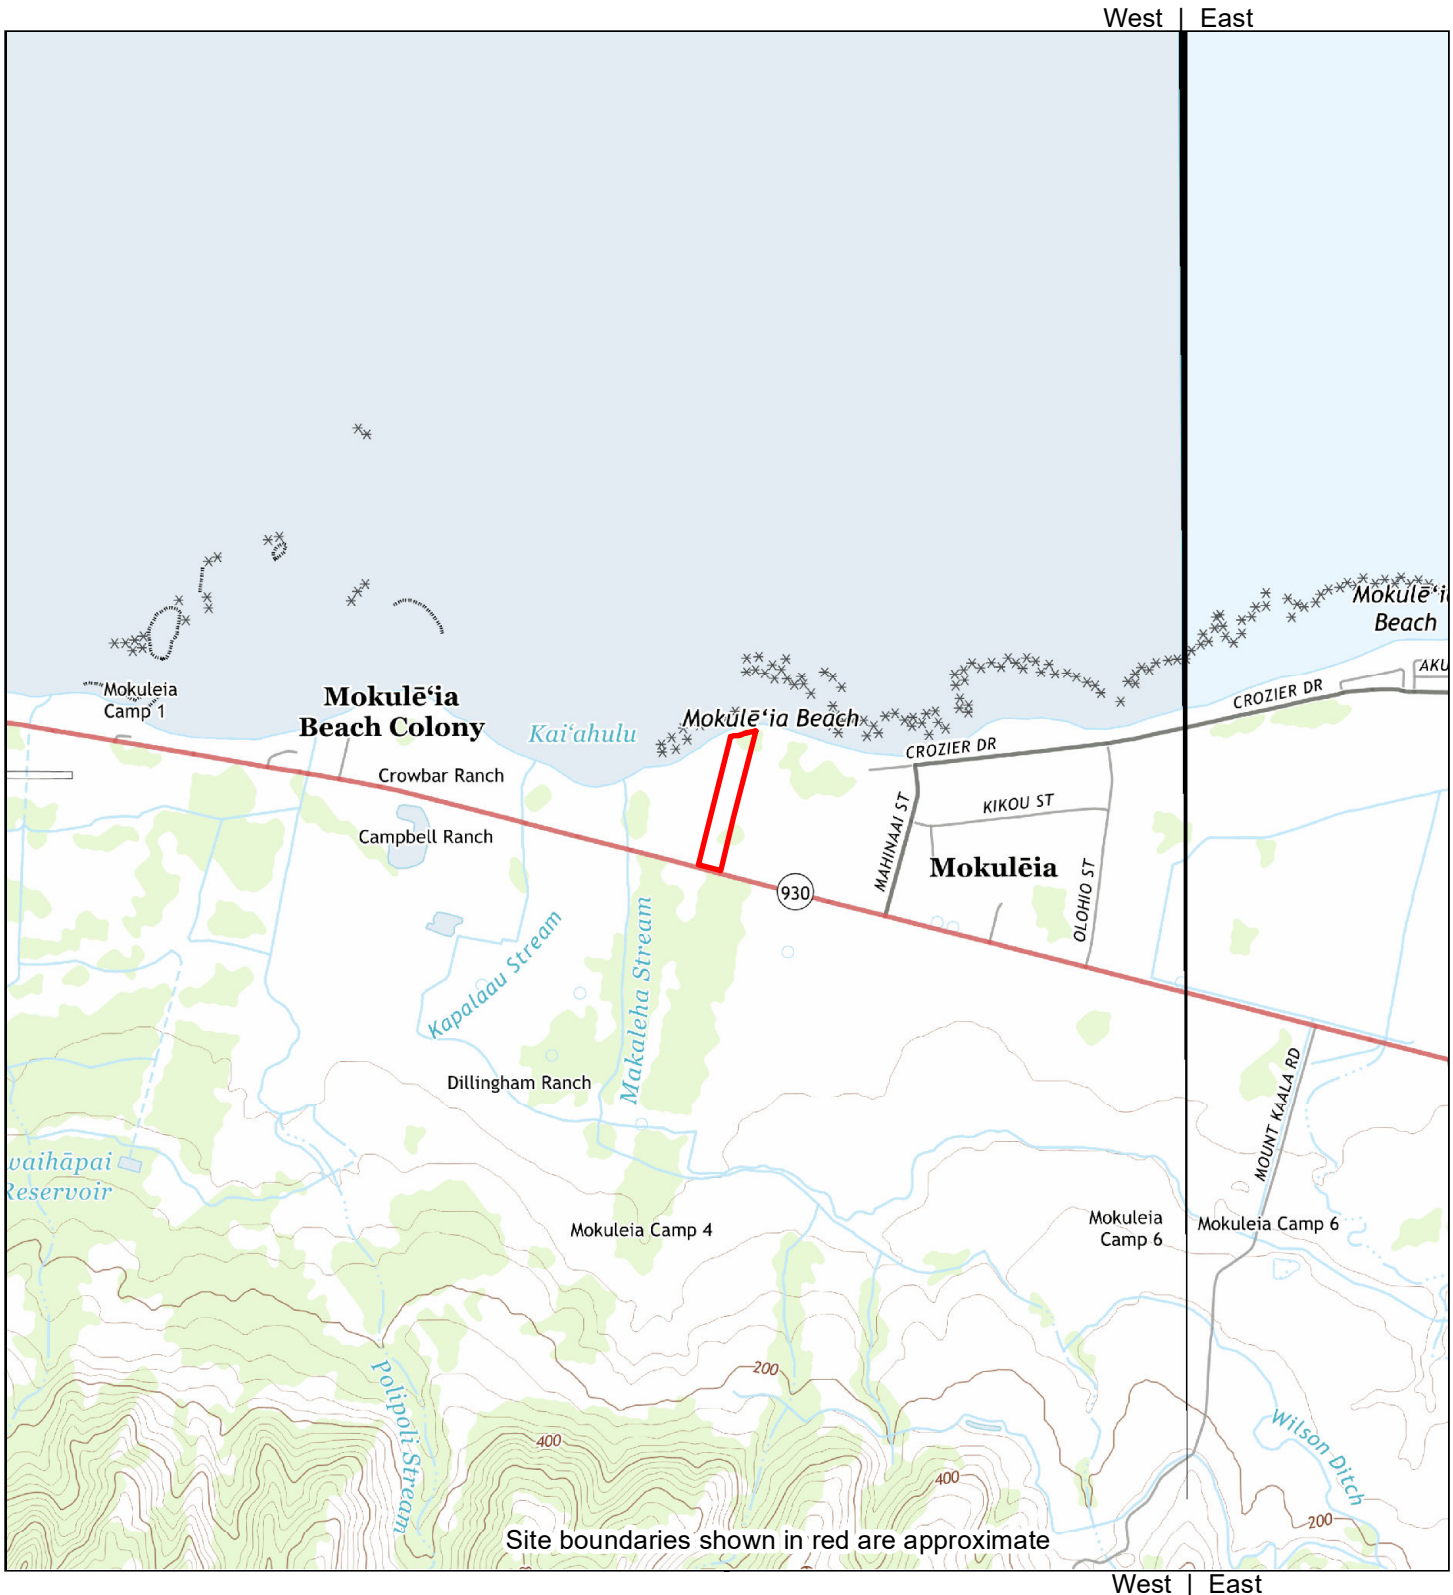 West | East
Mokulē‘i
Beach
AKU
CROZIER DR
Mokuleia
Camp 1
Mokulē‘ia
Beach Colony
Kai‘ahulu
Mokulē‘ia Beach
CROZIER DR
Crowbar Ranch
KIKOU ST
MAHINAAI ST
Campbell Ranch
Mokulēia
930
OLOHIO ST
Kapalaau Stream
Makaleha Stream
Dillingham Ranch
MOUNT KAALA RD
waihāpai
Reservoir
Mokuleia Camp 4
Mokuleia
Camp 6
Mokuleia Camp 6
200
Polipoli Stream
400
400
Wilson Ditch
200
Site boundaries shown in red are approximate
West | East